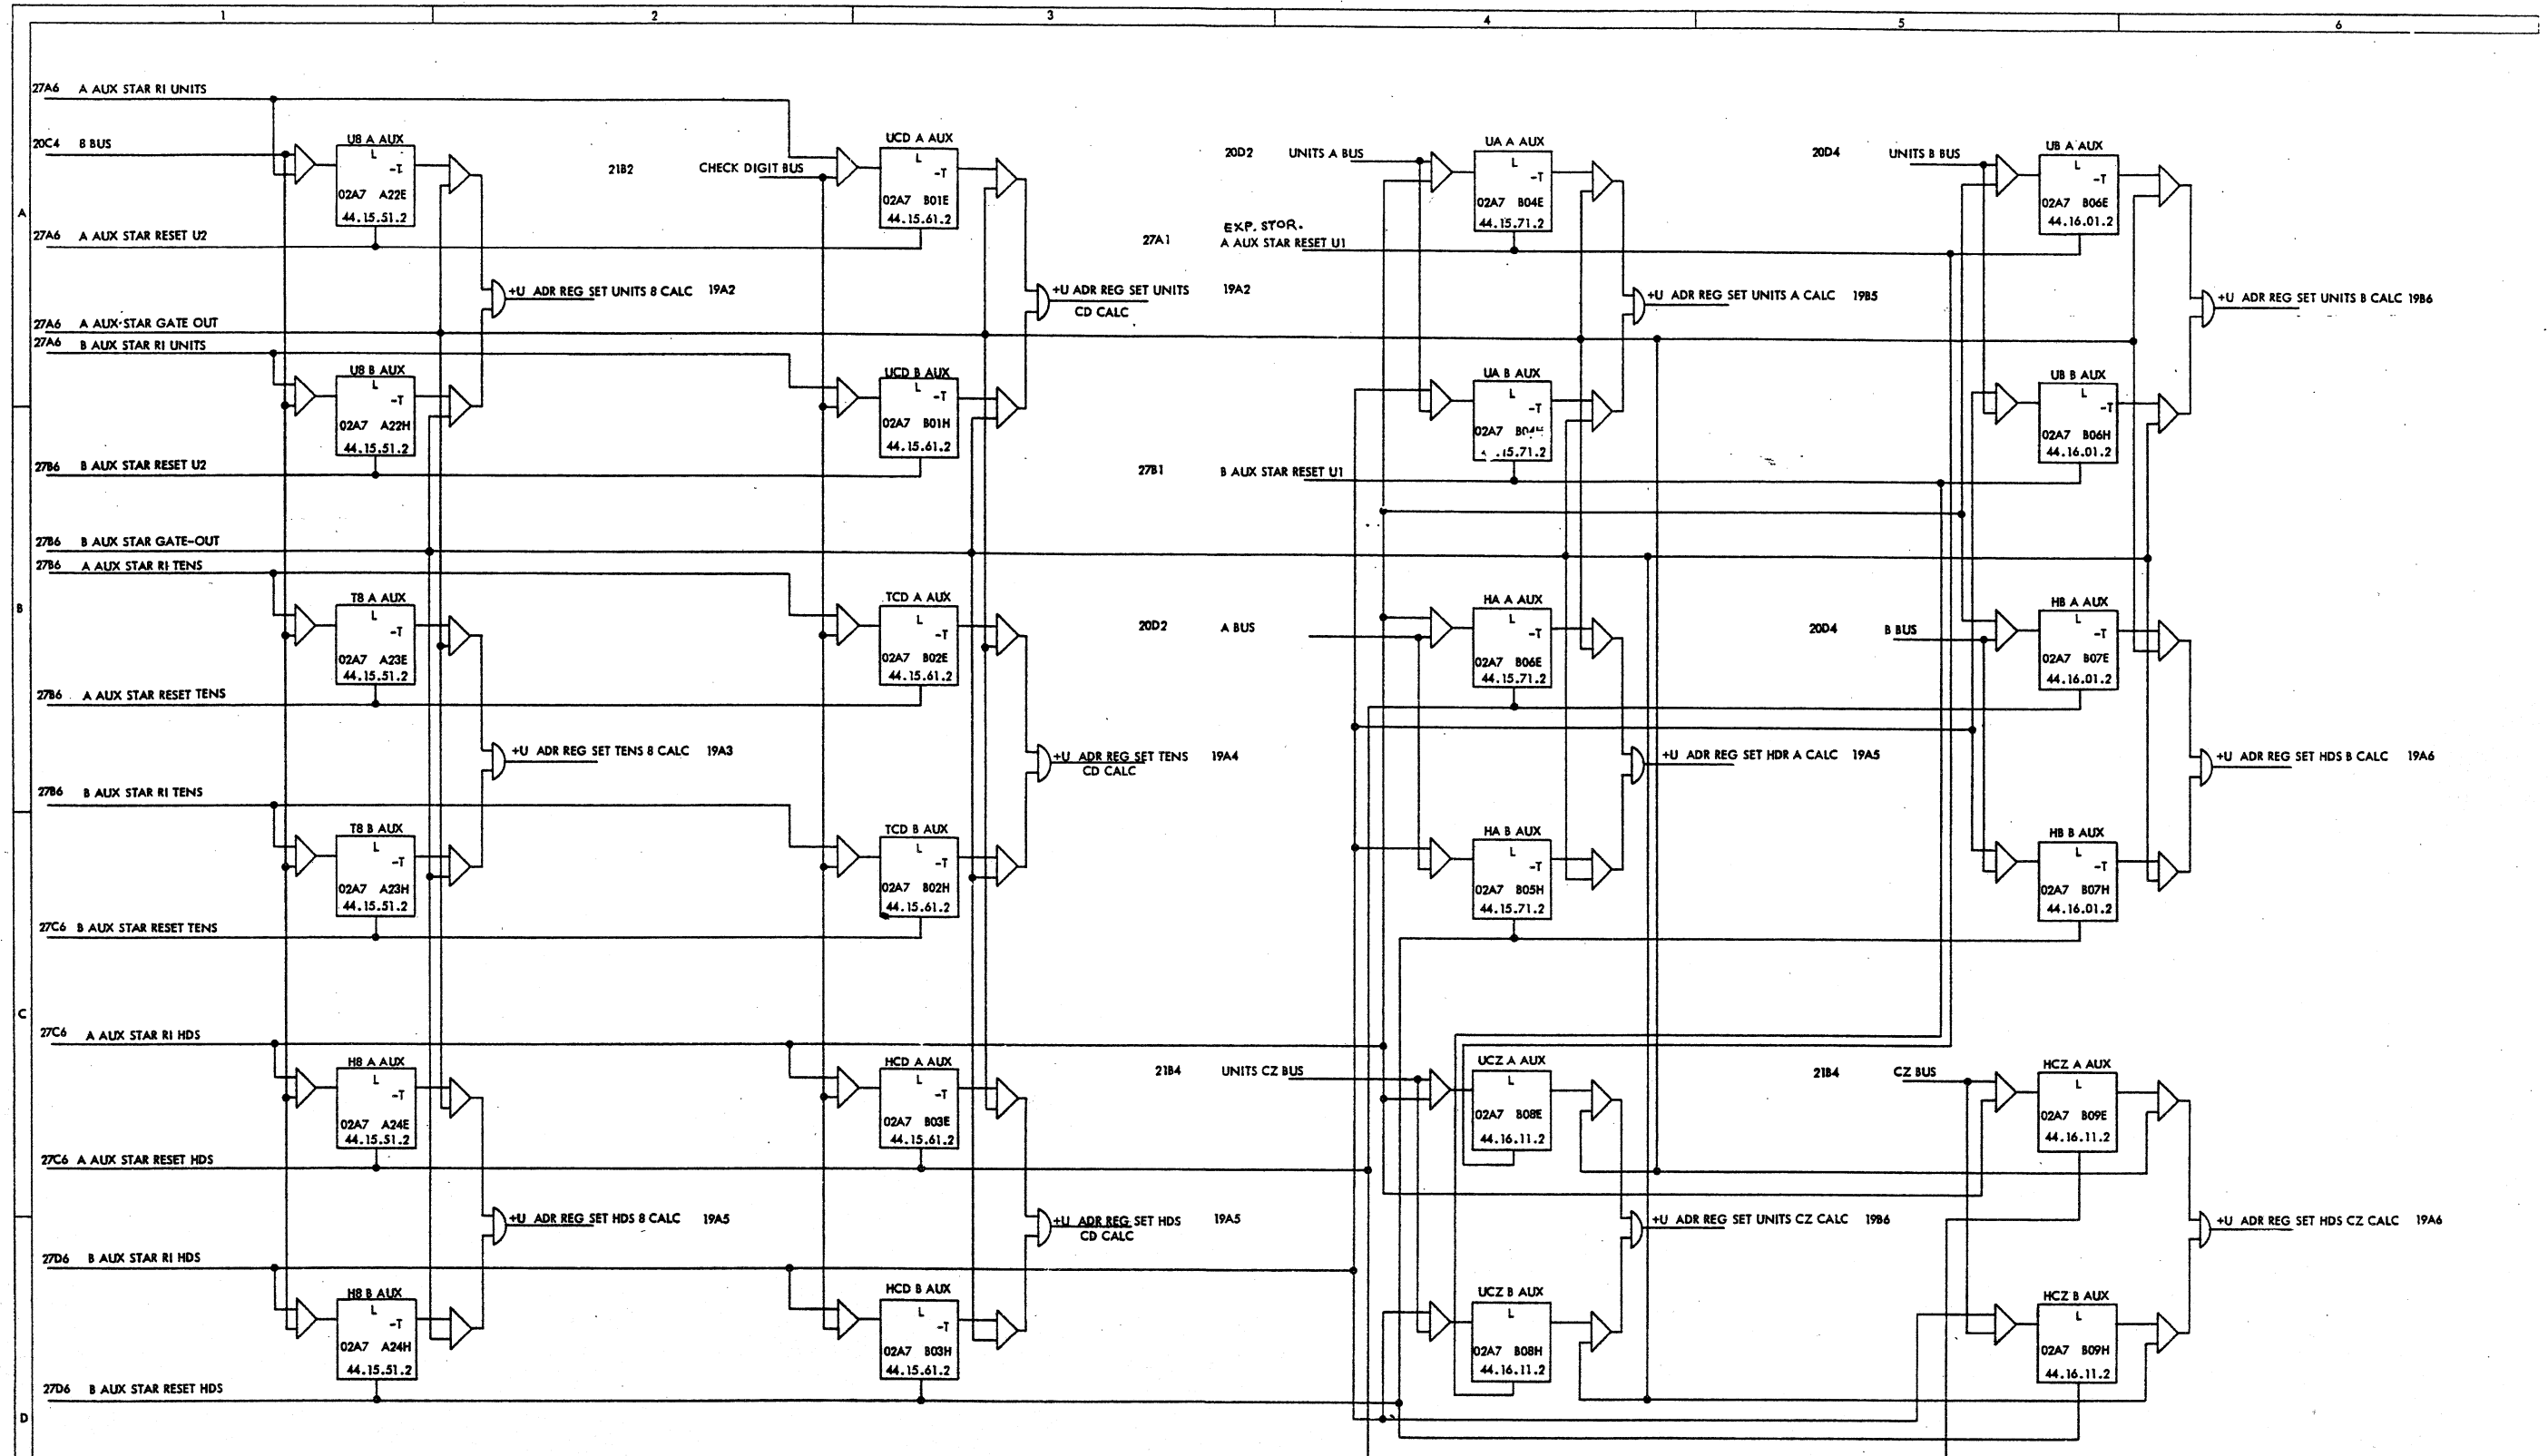 1 2 3 4 5 6
27A6 A AUX STAR RI UNITS
20C4 B BUS
U8 A AUX
L
-T
02A7 A22E
44.15.51.2
21B2 CHECK DIGIT BUS
UCD A AUX
L
-T
02A7 B01E
44.15.61.2
20D2 UNITS A BUS
UA A AUX
L
-T
02A7 B04E
44.15.71.2
20D4 UNITS B BUS
UB A AUX
L
-T
02A7 B06E
44.16.01.2
A
27A6 A AUX STAR RESET U2
27A1 EXP. STOR.
A AUX STAR RESET U1
+U ADR REG SET UNITS 8 CALC 19A2
+U ADR REG SET UNITS 19A2
CD CALC
+U ADR REG SET UNITS A CALC 19B5
+U ADR REG SET UNITS B CALC 19B6
27A6 A AUX STAR GATE OUT
27A6 B AUX STAR RI UNITS
U8 B AUX
L
-T
02A7 A22H
44.15.51.2
UCD B AUX
L
-T
02A7 B01H
44.15.61.2
UA B AUX
L
-T
02A7
.15.71.2
UB B AUX
L
-T
02A7 B06H
44.16.01.2
27B6 B AUX STAR RESET U2
27B1 B AUX STAR RESET U1
27B6 B AUX STAR GATE-OUT
27B6 A AUX STAR RI TENS
B
T8 A AUX
L
-T
02A7 A23E
44.15.51.2
TCD A AUX
L
-T
02A7 B02E
44.15.61.2
20D2 A BUS
HA A AUX
L
-T
02A7 B06E
44.15.71.2
20D4 B BUS
HB A AUX
L
-T
02A7 B07E
44.16.01.2
27B6 A AUX STAR RESET TENS
+U ADR REG SET TENS 8 CALC 19A3
+U ADR REG SET TENS 19A4
CD CALC
+U ADR REG SET HDR A CALC 19A5
+U ADR REG SET HDS B CALC 19A6
27B6 B AUX STAR RI TENS
T8 B AUX
L
-T
02A7 A23H
44.15.51.2
TCD B AUX
L
-T
02A7 B02H
44.15.61.2
HA B AUX
L
-T
02A7 B05H
44.15.71.2
HB B AUX
L
-T
02A7 B07H
44.16.01.2
27C6 B AUX STAR RESET TENS
C
27C6 A AUX STAR RI HDS
H8 A AUX
L
-T
02A7 A24E
44.15.51.2
HCD A AUX
L
-T
02A7 B03E
44.15.61.2
21B4 UNITS CZ BUS
UCZ A AUX
L
02A7 B08E
44.16.11.2
21B4 CZ BUS
HCZ A AUX
L
02A7 B09E
44.16.11.2
27C6 A AUX STAR RESET HDS
+U ADR REG SET HDS 8 CALC 19A5
+U ADR REG SET HDS 19A5
CD CALC
+U ADR REG SET UNITS CZ CALC 19B6
+U ADR REG SET HDS CZ CALC 19A6
27D6 B AUX STAR RI HDS
H8 B AUX
L
-T
02A7 A24H
44.15.51.2
HCD B AUX
L
-T
02A7 B03H
44.15.61.2
UCZ B AUX
L
02A7 B08H
44.16.11.2
HCZ B AUX
L
02A7 B09H
44.16.11.2
27D6 B AUX STAR RESET HDS
D